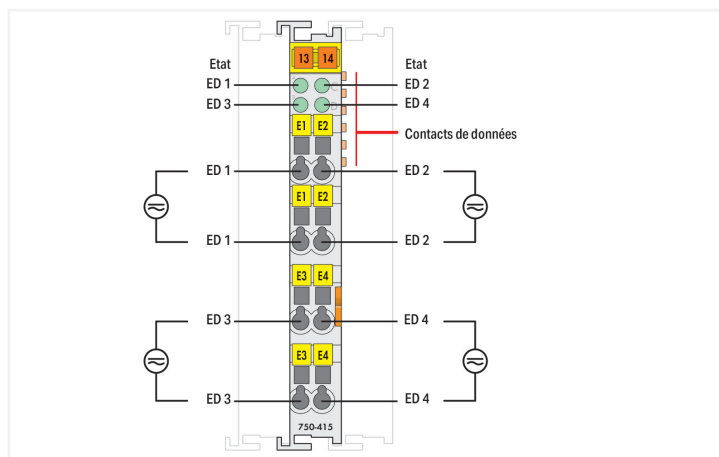 13 14
Etat Etat
ED 1 C ED 2
ED 3 D ED 4
E1 E2
Contacts de données
ED 1 ED 2
E1 E2
ED 1 ED 2
E3 E4
ED 3 ED 4
E3 E4
ED 3 ED 4
750-415